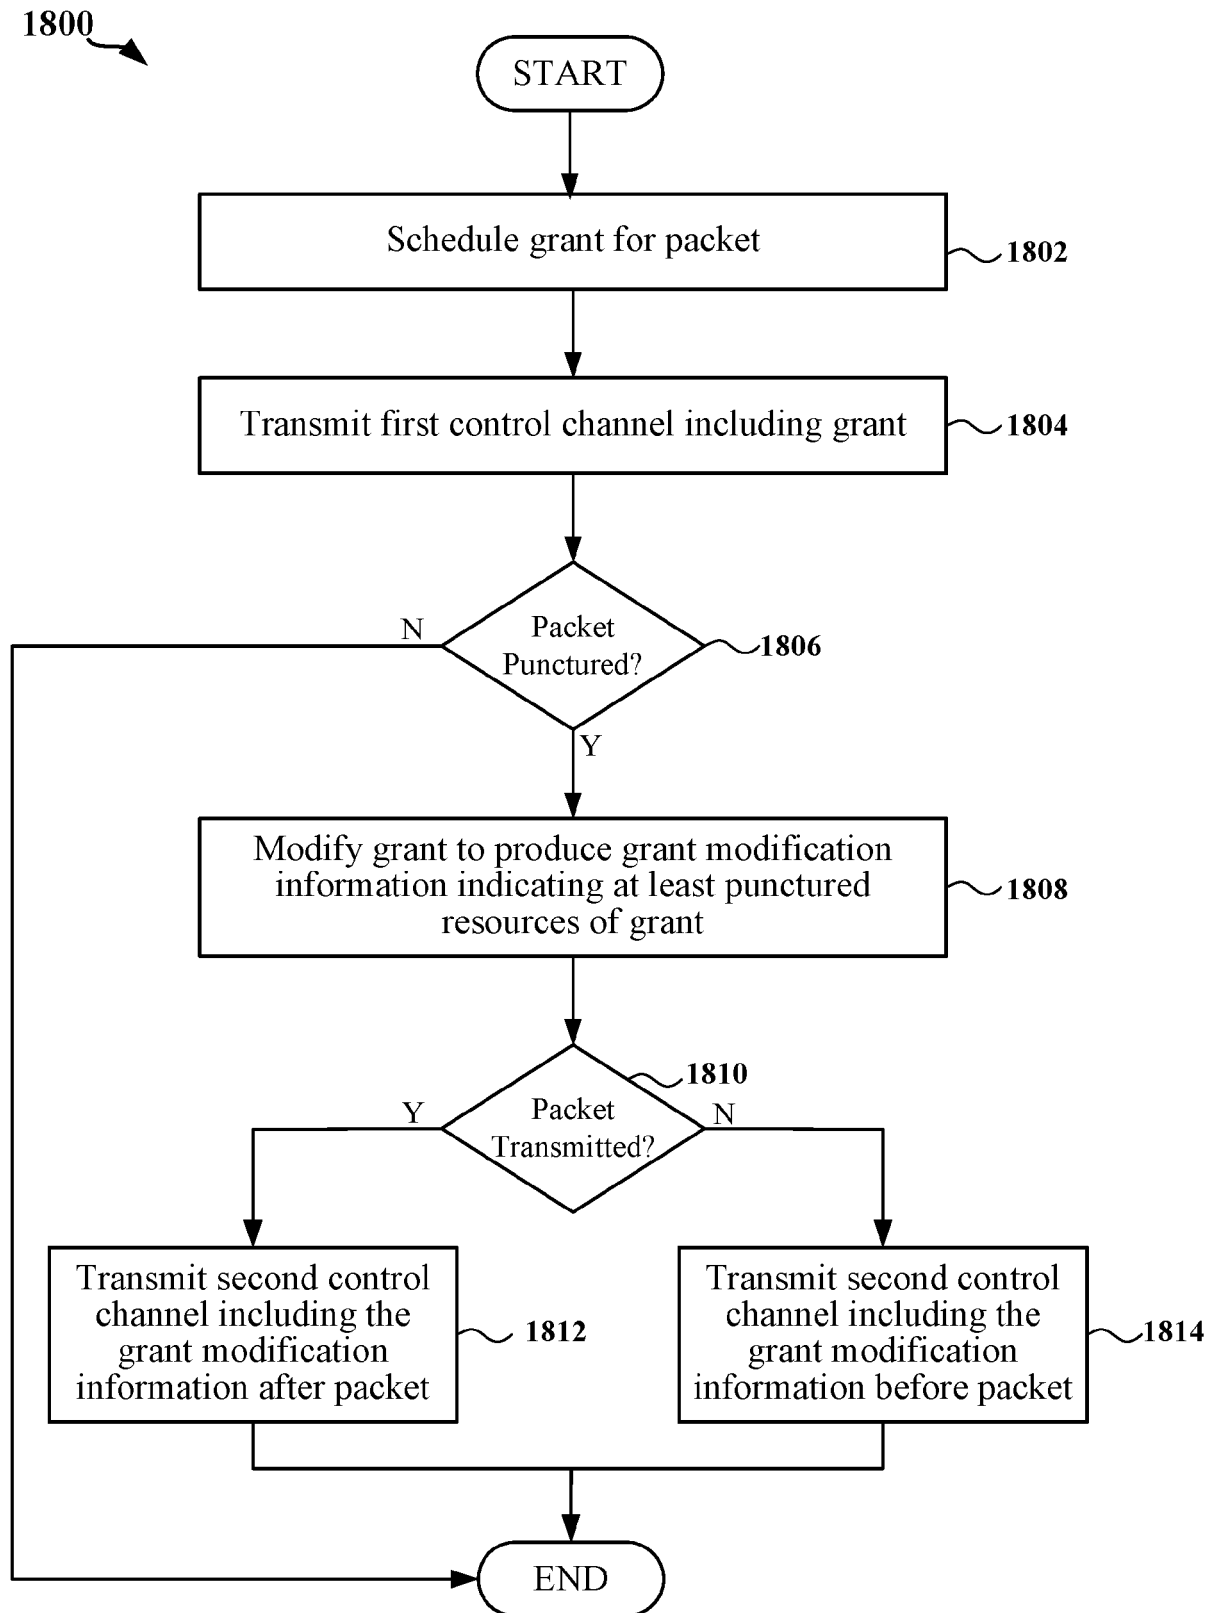 1800
START
Schedule grant for packet
1802
Transmit first control channel including grant
1804
N
Packet
Punctured?
1806
Y
Modify grant to produce grant modification
information indicating at least punctured
resources of grant
1808
1810
Y
Packet
Transmitted?
N
Transmit second control
channel including the
grant modification
information after packet
1812
Transmit second control
channel including the
grant modification
information before packet
1814
END